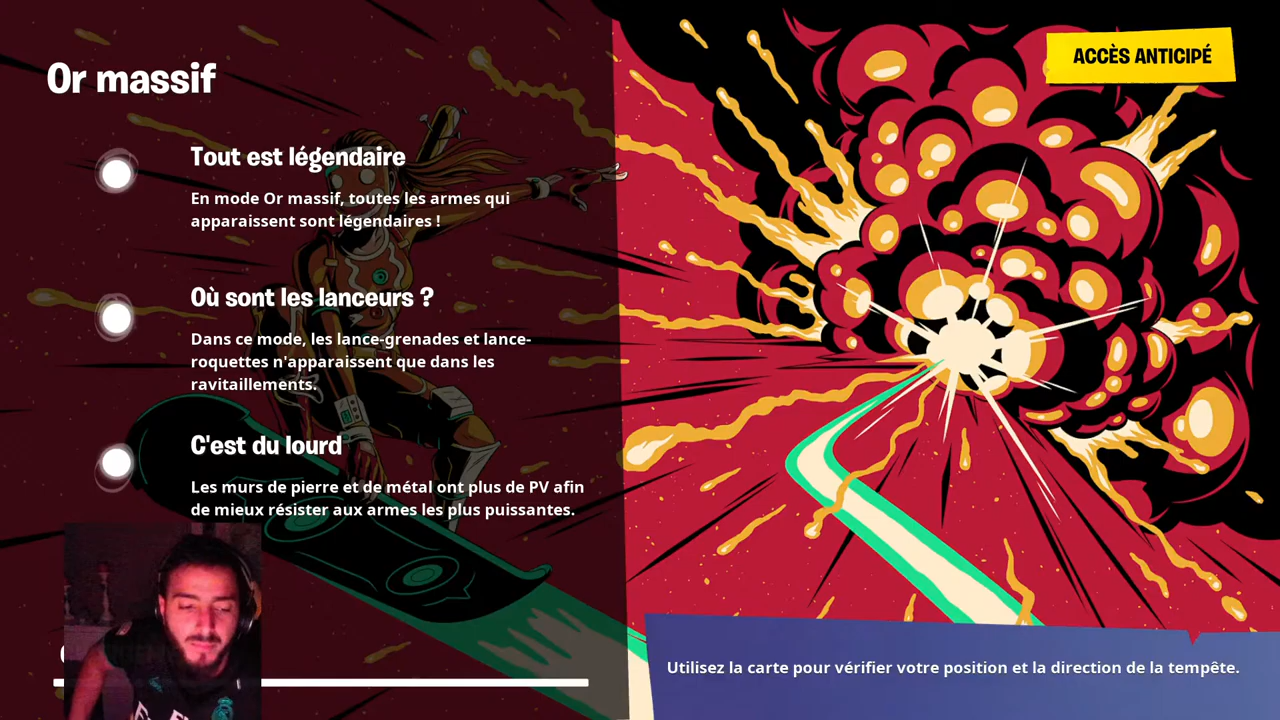 Or massif
ACCÈS ANTICIPÉ
Tout est légendaire
En mode Or massif, toutes les armes qui
apparaissent sont légendaires !
Où sont les lanceurs ?
Dans ce mode, les lance-grenades et lance-
roquettes n'apparaissent que dans les
ravitaillements.
C'est du lourd
Les murs de pierre et de métal ont plus de PV afin
de mieux résister aux armes les plus puissantes.
Utilisez la carte pour vérifier votre position et la direction de la tempête.